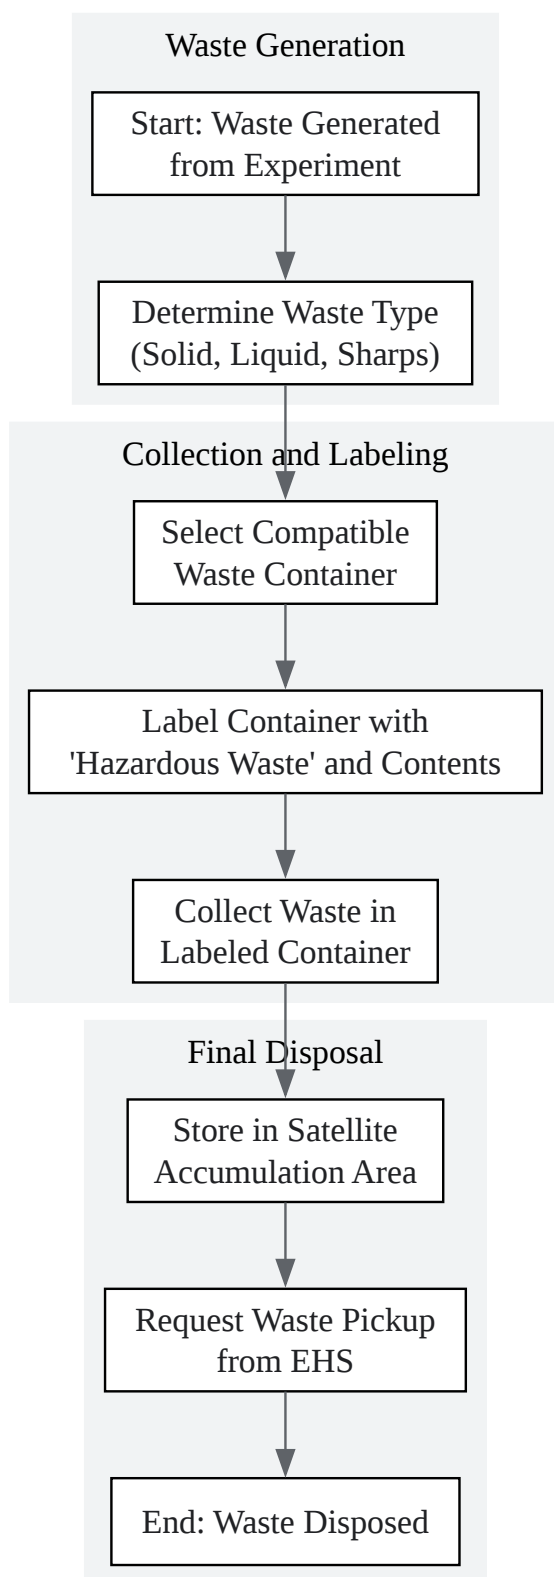 Waste Generation
Start: Waste Generated
from Experiment
Determine Waste Type
(Solid, Liquid, Sharps)
Collection and Labeling
Select Compatible
Waste Container
Label Container with
'Hazardous Waste' and Contents
Collect Waste in
Labeled Container
Final Disposal
Store in Satellite
Accumulation Area
Request Waste Pickup
from EHS
End: Waste Disposed